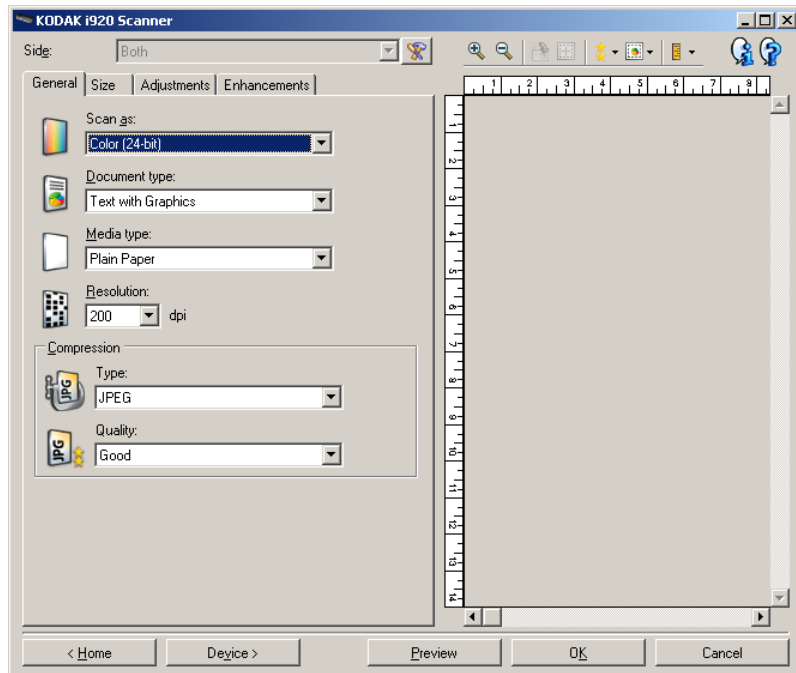 KODAK i920 Scanner
Side: Both
General Size Adjustments Enhancements
Scan as:
Color (24-bit)
Document type:
Text with Graphics
Media type:
Plain Paper
Resolution:
200 dpi
Compression
JPG
Type:
JPEG
JPG
Quality:
Good
1 2 3 4 5 6 7 8
1
2
3
4
5
6
7
8
9
10
11
12
13
14
< Home Device > Preview OK Cancel